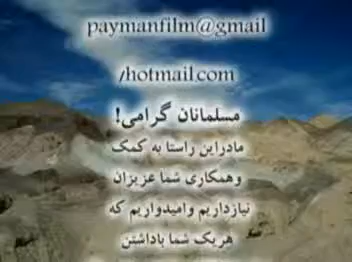 paymanfilm@gmail
/hotmail.com
مسلمانان گرامی!
مادراین راستا به کمک
وهمکاری شما عزیزان
نیازداریم وامیدواریم که
هریک شما باداشتن